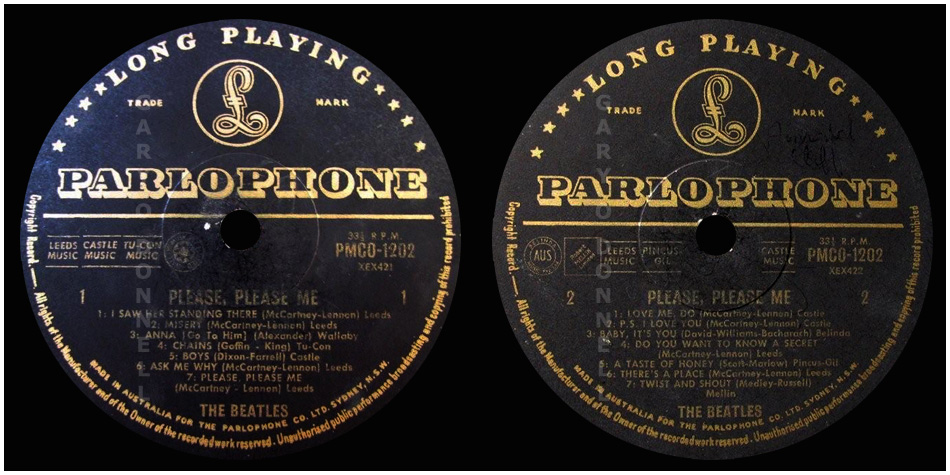 ★★★★LONG PLAYING★★★★
£
TRADE MARK
PARLOPHONE
33⅓ R.P.M.
PMCO-1202
XEX421
LEEDS CASTLE TU-CON
MUSIC MUSIC MUSIC
1 PLEASE, PLEASE ME 1
1: I SAW HER STANDING THERE (McCartney-Lennon) Leeds
2: MISERY (McCartney-Lennon) Leeds
3: ANNA [Go To Him] (Alexander) Wallaby
4: CHAINS (Goffin - King) Tu-Con
5: BOYS (Dixon-Farrell) Castle
6: ASK ME WHY (McCartney-Lennon) Leeds
7: PLEASE, PLEASE ME
(McCartney - Lennon) Leeds
THE BEATLES
MADE IN AUSTRALIA FOR THE PARLOPHONE CO. LTD. SYDNEY, N.S.W.
Copyright Record.— All rights of the Manufacturer and of the Owner of the recorded work reserved. Unauthorised public performance broadcasting and copying of this record prohibited
★★★★LONG PLAYING★★★★
£
TRADE MARK
PARLOPHONE
33⅓ R.P.M.
PMCO-1202
XEX422
AUS
LEEDS PINCUS- CASTLE
MUSIC GIL MUSIC
2 PLEASE, PLEASE ME 2
1: LOVE ME, DO (McCartney-Lennon) Castle
2: P.S. I LOVE YOU (McCartney-Lennon) Castle
3: BABY, IT'S YOU (David-Williams-Bacharach) Belinda
4: DO YOU WANT TO KNOW A SECRET
(McCartney-Lennon) Leeds
5: A TASTE OF HONEY (Scott-Marlow) Pincus-Gil
6: THERE'S A PLACE (McCartney-Lennon) Leeds
7: TWIST AND SHOUT (Medley-Russell)
Mellin
THE BEATLES
MADE IN AUSTRALIA FOR THE PARLOPHONE CO. LTD. SYDNEY, N.S.W.
Copyright Record.— All rights of the Manufacturer and of the Owner of the recorded work reserved. Unauthorised public performance broadcasting and copying of this record prohibited